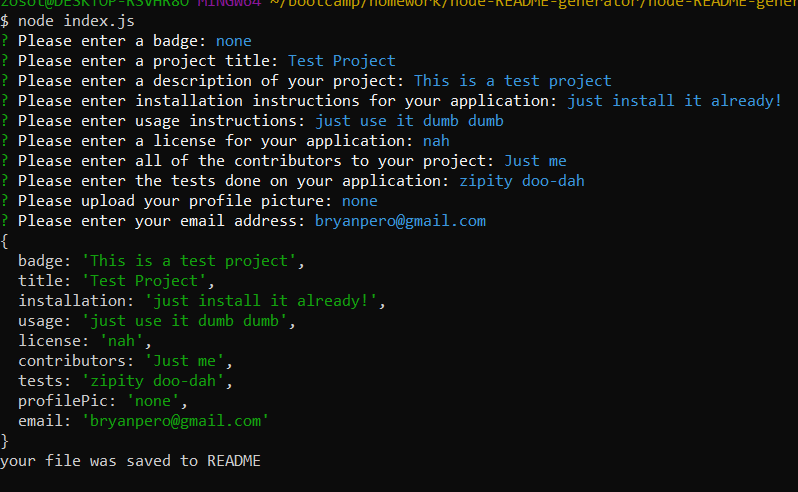 zosot@DESKTOP-R3VHR8O MINGW64 ~/bootcamp/homework/node-README-generator/node-README-gener
$ node index.js
? Please enter a badge: none
? Please enter a project title: Test Project
? Please enter a description of your project: This is a test project
? Please enter installation instructions for your application: just install it already!
? Please enter usage instructions: just use it dumb dumb
? Please enter a license for your application: nah
? Please enter all of the contributors to your project: Just me
? Please enter the tests done on your application: zipity doo-dah
? Please upload your profile picture: none
? Please enter your email address: bryanpero@gmail.com
{
  badge: 'This is a test project',
  title: 'Test Project',
  installation: 'just install it already!',
  usage: 'just use it dumb dumb',
  license: 'nah',
  contributors: 'Just me',
  tests: 'zipity doo-dah',
  profilePic: 'none',
  email: 'bryanpero@gmail.com'
}
your file was saved to README